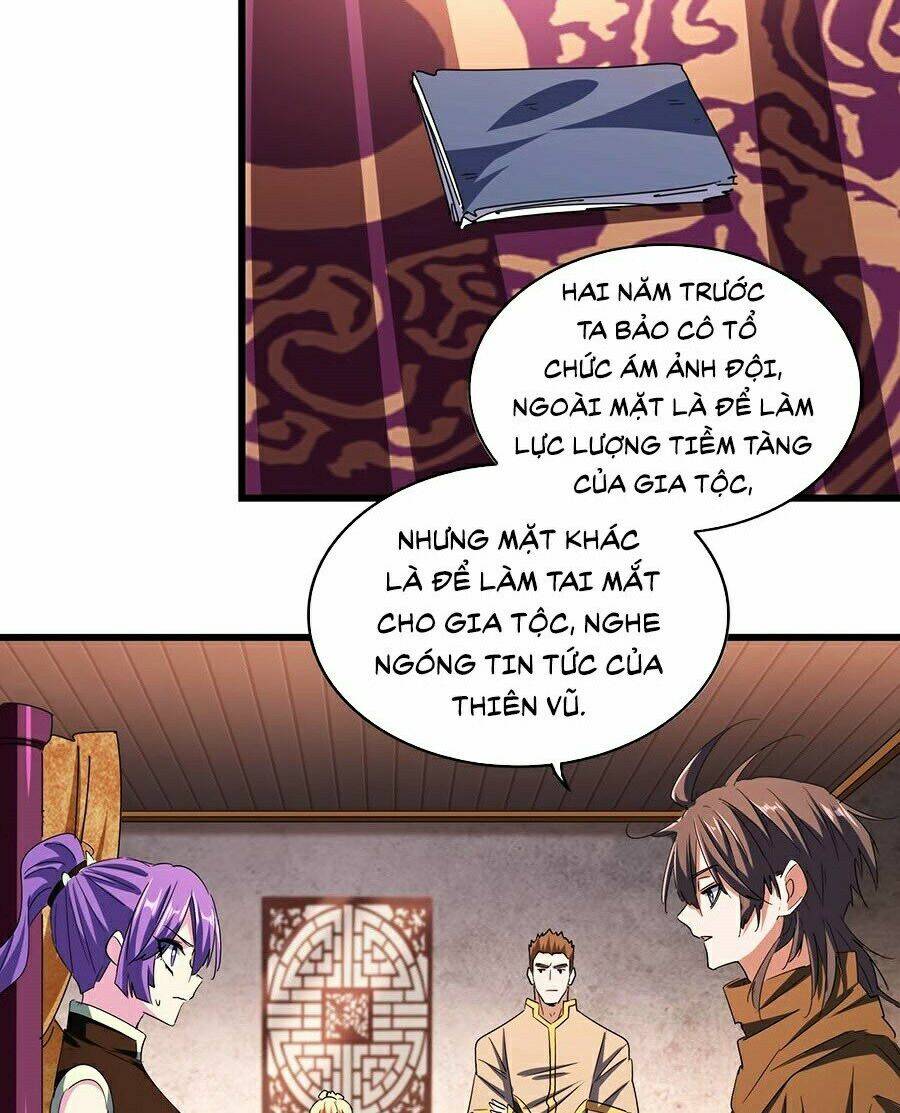 HAI NĂM TRƯỚC
TA BẢO CÔ TỔ
CHỨC ÁM ẢNH ĐỘI,
NGOÀI MẶT LÀ ĐỂ LÀM
LỰC LƯỢNG TIỀM TÀNG
CỦA GIA TỘC,
NHƯNG MẶT KHÁC
LÀ ĐỂ LÀM TAI MẮT
CHO GIA TỘC, NGHE
NGÓNG TIN TỨC CỦA
THIÊN VŨ.